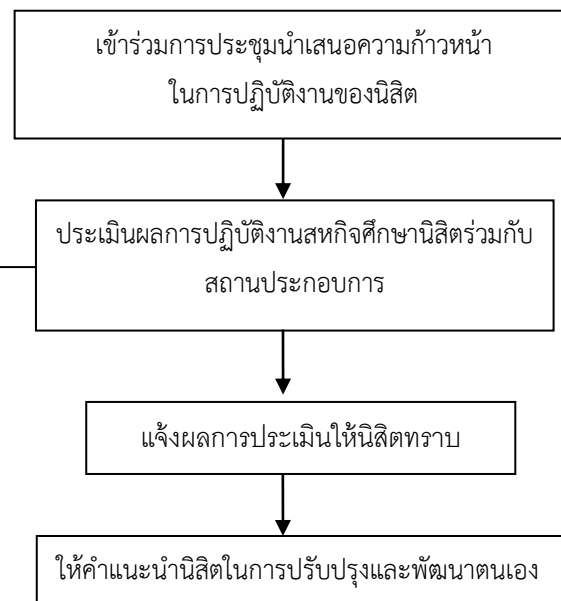 เข้าร่วมการประชุมนำเสนอความก้าวหน้า
ในการปฏิบัติงานของนิสิต
ประเมินผลการปฏิบัติงานสหกิจศึกษานิสิตร่วมกับ
สถานประกอบการ
แจ้งผลการประเมินให้นิสิตทราบ
ให้คำแนะนำนิสิตในการปรับปรุงและพัฒนาตนเอง